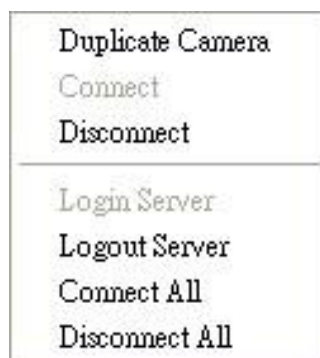 Duplicate Camera
Connect
Disconnect
Login Server
Logout Server
Connect All
Disconnect All